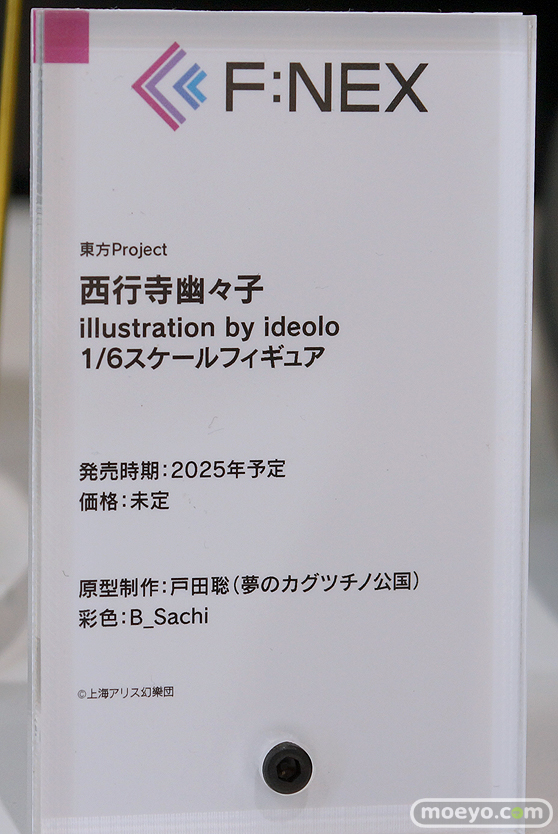 F:NEX
東方Project
西行寺幽々子
illustration by ideolo
1/6スケールフィギュア
発売時期：2025年予定
価格：未定
原型制作：戸田聡（夢のカグツチノ公国）
彩色：B_Sachi
©上海アリス幻樂団
moeyo.com